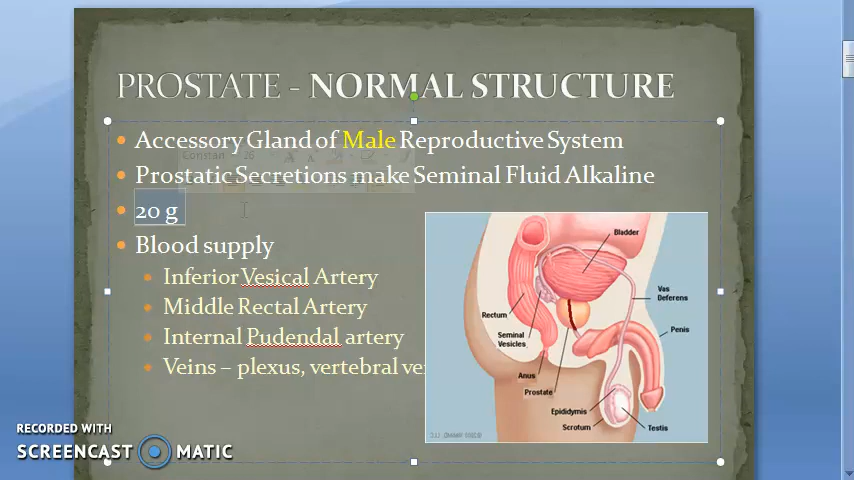 PROSTATE - NORMAL STRUCTURE
Accessory Gland of Male Reproductive System
Prostatic Secretions make Seminal Fluid Alkaline
20 g
Blood supply
Inferior Vesical Artery
Middle Rectal Artery
Internal Pudendal artery
Veins – plexus, vertebral
Bladder
Vas
Deferens
Rectum
Penis
Seminal
Vesicles
Anus
Prostate
Epididymis
Scrotum
Testis
RECORDED WITH
SCREENCAST MATIC